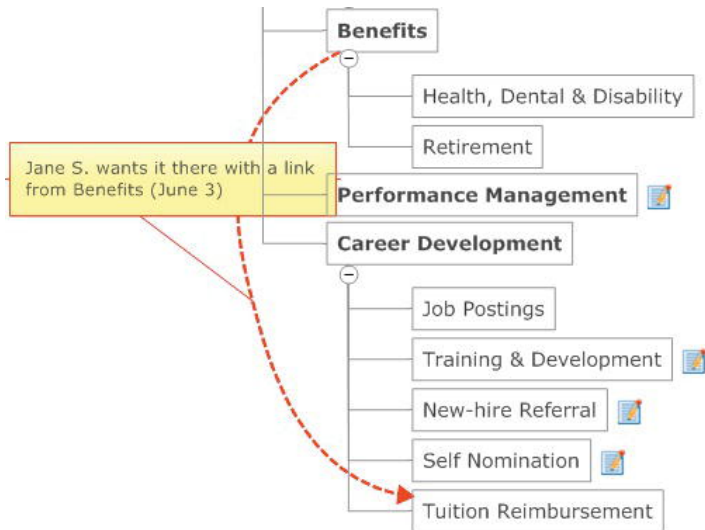 Benefits
Health, Dental & Disability
Retirement
Jane S. wants it there with a link
from Benefits (June 3)
Performance Management
Career Development
Job Postings
Training & Development
New-hire Referral
Self Nomination
Tuition Reimbursement